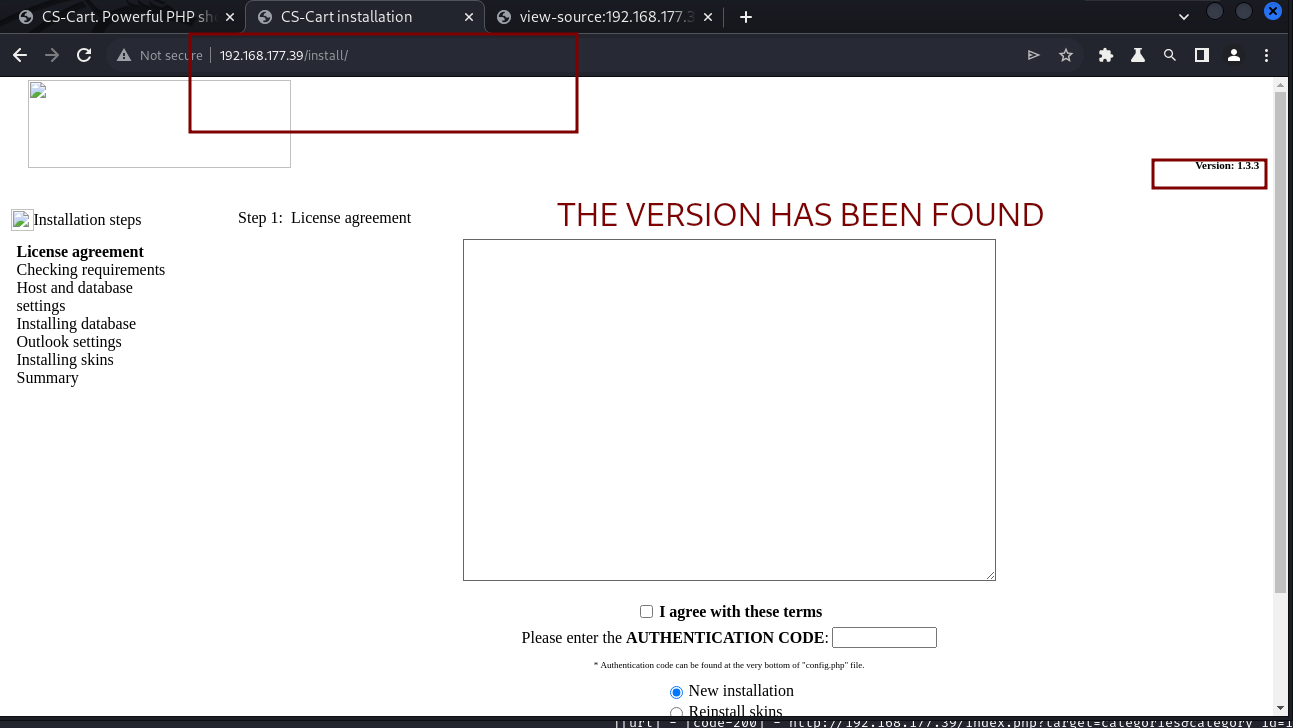 CS-Cart. Powerful PHP sh
CS-Cart installation
view-source:192.168.177.3
Not secure
192.168.177.39/install/
Version: 1.3.3
Installation steps
Step 1: License agreement
THE VERSION HAS BEEN FOUND
License agreement
Checking requirements
Host and database
settings
Installing database
Outlook settings
Installing skins
Summary
I agree with these terms
Please enter the AUTHENTICATION CODE:
* Authentication code can be found at the very bottom of "config.php" file.
New installation
Reinstall skins
[[url] - [code-200] - http://192.168.177.39/index.php?target=categories&category_id=1